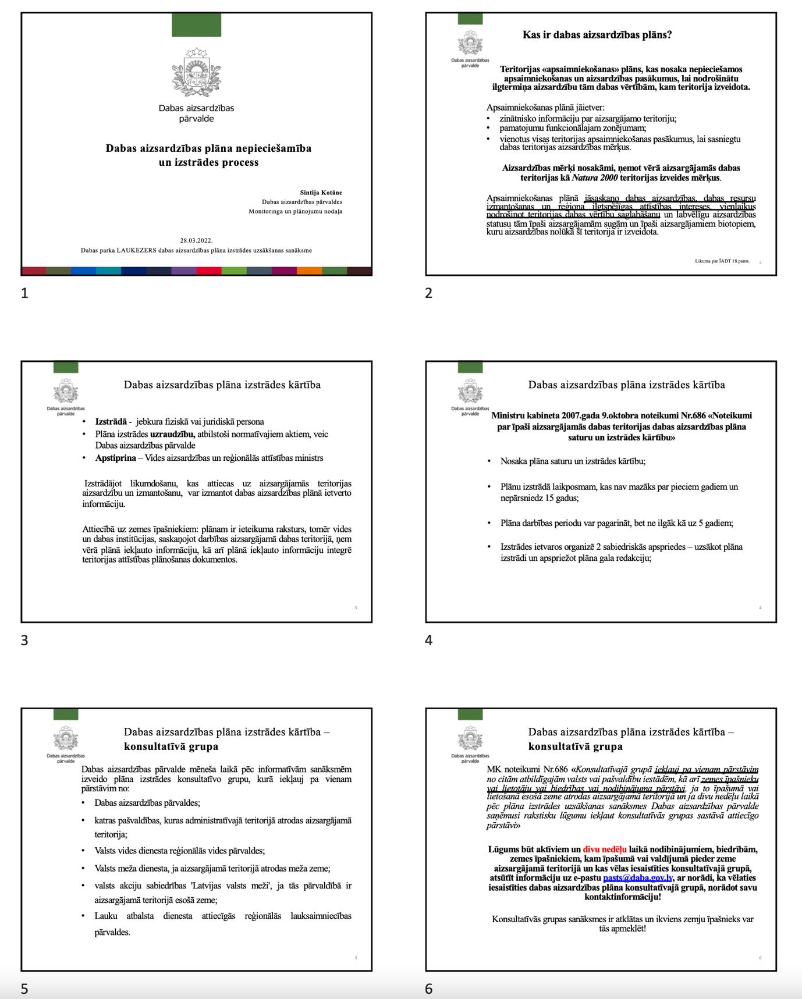 Dabas aizsardzības
pārvalde
Dabas aizsardzības plāna nepieciešamība
un izstrādes process
Sintija Kotāne
Dabas aizsardzības pārvaldes
Monitoringa un plānojumu nodaļa
28.03.2022.
Dabas parka LAUKEZERS dabas aizsardzības plāna izstrādes uzsākšanas sanāksme
1
Dabas aizsardzības
pārvalde
Kas ir dabas aizsardzības plāns?
Teritorijas «apsaimniekošanas» plāns, kas nosaka nepieciešamos
apsaimniekošanas un aizsardzības pasākumus, lai nodrošinātu
ilgtermiņa aizsardzību tām dabas vērtībām, kam teritorija izveidota.
Apsaimniekošanas plānā jāietver:
• zinātnisko informāciju par aizsargājamo teritoriju;
• pamatojumu funkcionālajam zonējumam;
• vienotus visas teritorijas apsaimniekošanas pasākumus, lai sasniegtu
dabas teritorijas aizsardzības mērķus.
Aizsardzības mērķi nosakāmi, ņemot vērā aizsargājamās dabas
teritorijas kā Natura 2000 teritorijas izveides mērķus.
Apsaimniekošanas plānā jāsaskaņo dabas aizsardzības, dabas resursu
izmantošanas un reģiona ilgtspējīgas attīstības intereses, vienlaikus
nodrošinot teritorijas dabas vērtību saglabāšanu un labvēlīgu aizsardzības
statusu tām īpaši aizsargājamām sugām un īpaši aizsargājamiem biotopiem,
kuru aizsardzības nolūkā šī teritorija ir izveidota.
Likuma par ĪADT 18.pants.
2
2
Dabas aizsardzības
pārvalde
Dabas aizsardzības plāna izstrādes kārtība
• Izstrādā - jebkura fiziskā vai juridiskā persona
• Plāna izstrādes uzraudzību, atbilstoši normatīvajiem aktiem, veic
Dabas aizsardzības pārvalde
• Apstiprina – Vides aizsardzības un reģionālās attīstības ministrs
Izstrādājot likumdošanu, kas attiecas uz aizsargājamās teritorijas
aizsardzību un izmantošanu, var izmantot dabas aizsardzības plānā ietverto
informāciju.
Attiecībā uz zemes īpašniekiem: plānam ir ieteikuma raksturs, tomēr vides
un dabas institūcijas, saskaņojot darbības aizsargājamā dabas teritorijā, ņem
vērā plānā iekļauto informāciju, kā arī plānā iekļauto informāciju integrē
teritorijas attīstības plānošanas dokumentos.
3
3
Dabas aizsardzības
pārvalde
Dabas aizsardzības plāna izstrādes kārtība
Ministru kabineta 2007.gada 9.oktobra noteikumi Nr.686 «Noteikumi
par īpaši aizsargājamās dabas teritorijas dabas aizsardzības plāna
saturu un izstrādes kārtību»
• Nosaka plāna saturu un izstrādes kārtību;
• Plānu izstrādā laikposmam, kas nav mazāks par pieciem gadiem un
nepārsniedz 15 gadus;
• Plāna darbības periodu var pagarināt, bet ne ilgāk kā uz 5 gadiem;
• Izstrādes ietvaros organizē 2 sabiedriskās apspriedes – uzsākot plāna
izstrādi un apspriežot plāna gala redakciju;
4
4
Dabas aizsardzības
pārvalde
Dabas aizsardzības plāna izstrādes kārtība –
konsultatīvā grupa
Dabas aizsardzības pārvalde mēneša laikā pēc informatīvām sanāksmēm
izveido plāna izstrādes konsultatīvo grupu, kurā iekļauj pa vienam
pārstāvim no:
• Dabas aizsardzības pārvaldes;
• katras pašvaldības, kuras administratīvajā teritorijā atrodas aizsargājamā
teritorija;
• Valsts vides dienesta reģionālās vides pārvaldes;
• Valsts meža dienesta, ja aizsargājamā teritorijā atrodas meža zeme;
• valsts akciju sabiedrības 'Latvijas valsts meži', ja tās pārvaldībā ir
aizsargājamā teritorijā esošā zeme;
• Lauku atbalsta dienesta attiecīgās reģionālās lauksaimniecības
pārvaldes.
5
5
Dabas aizsardzības
pārvalde
Dabas aizsardzības plāna izstrādes kārtība –
konsultatīvā grupa
MK noteikumi Nr.686 «Konsultatīvajā grupā iekļauj pa vienam pārstāvim
no citām atbildīgajām valsts vai pašvaldību iestādēm, kā arī zemes īpašnieku
vai lietotāju vai biedrības vai nodibinājuma pārstāvi, ja to īpašumā vai
lietošanā esošā zeme atrodas aizsargājamā teritorijā un ja divu nedēļu laikā
pēc plāna izstrādes uzsākšanas sanāksmes Dabas aizsardzības pārvalde
saņēmusi rakstisku lūgumu iekļaut konsultatīvās grupas sastāvā attiecīgo
pārstāvi»
Lūgums būt aktīviem un divu nedēļu laikā nodibinājumiem, biedrībām,
zemes īpašniekiem, kam īpašumā vai valdījumā pieder zeme
aizsargājamā teritorijā un kas vēlas iesaistīties konsultatīvajā grupā,
atsūtīt informāciju uz e-pastu pasts@daba.gov.lv, ar norādi, ka vēlaties
iesaistīties dabas aizsardzības plāna konsultatīvajā grupā, norādot savu
kontaktinformāciju!
Konsultatīvās grupas sanāksmes ir atklātas un ikviens zemju īpašnieks var
tās apmeklēt!
6
6